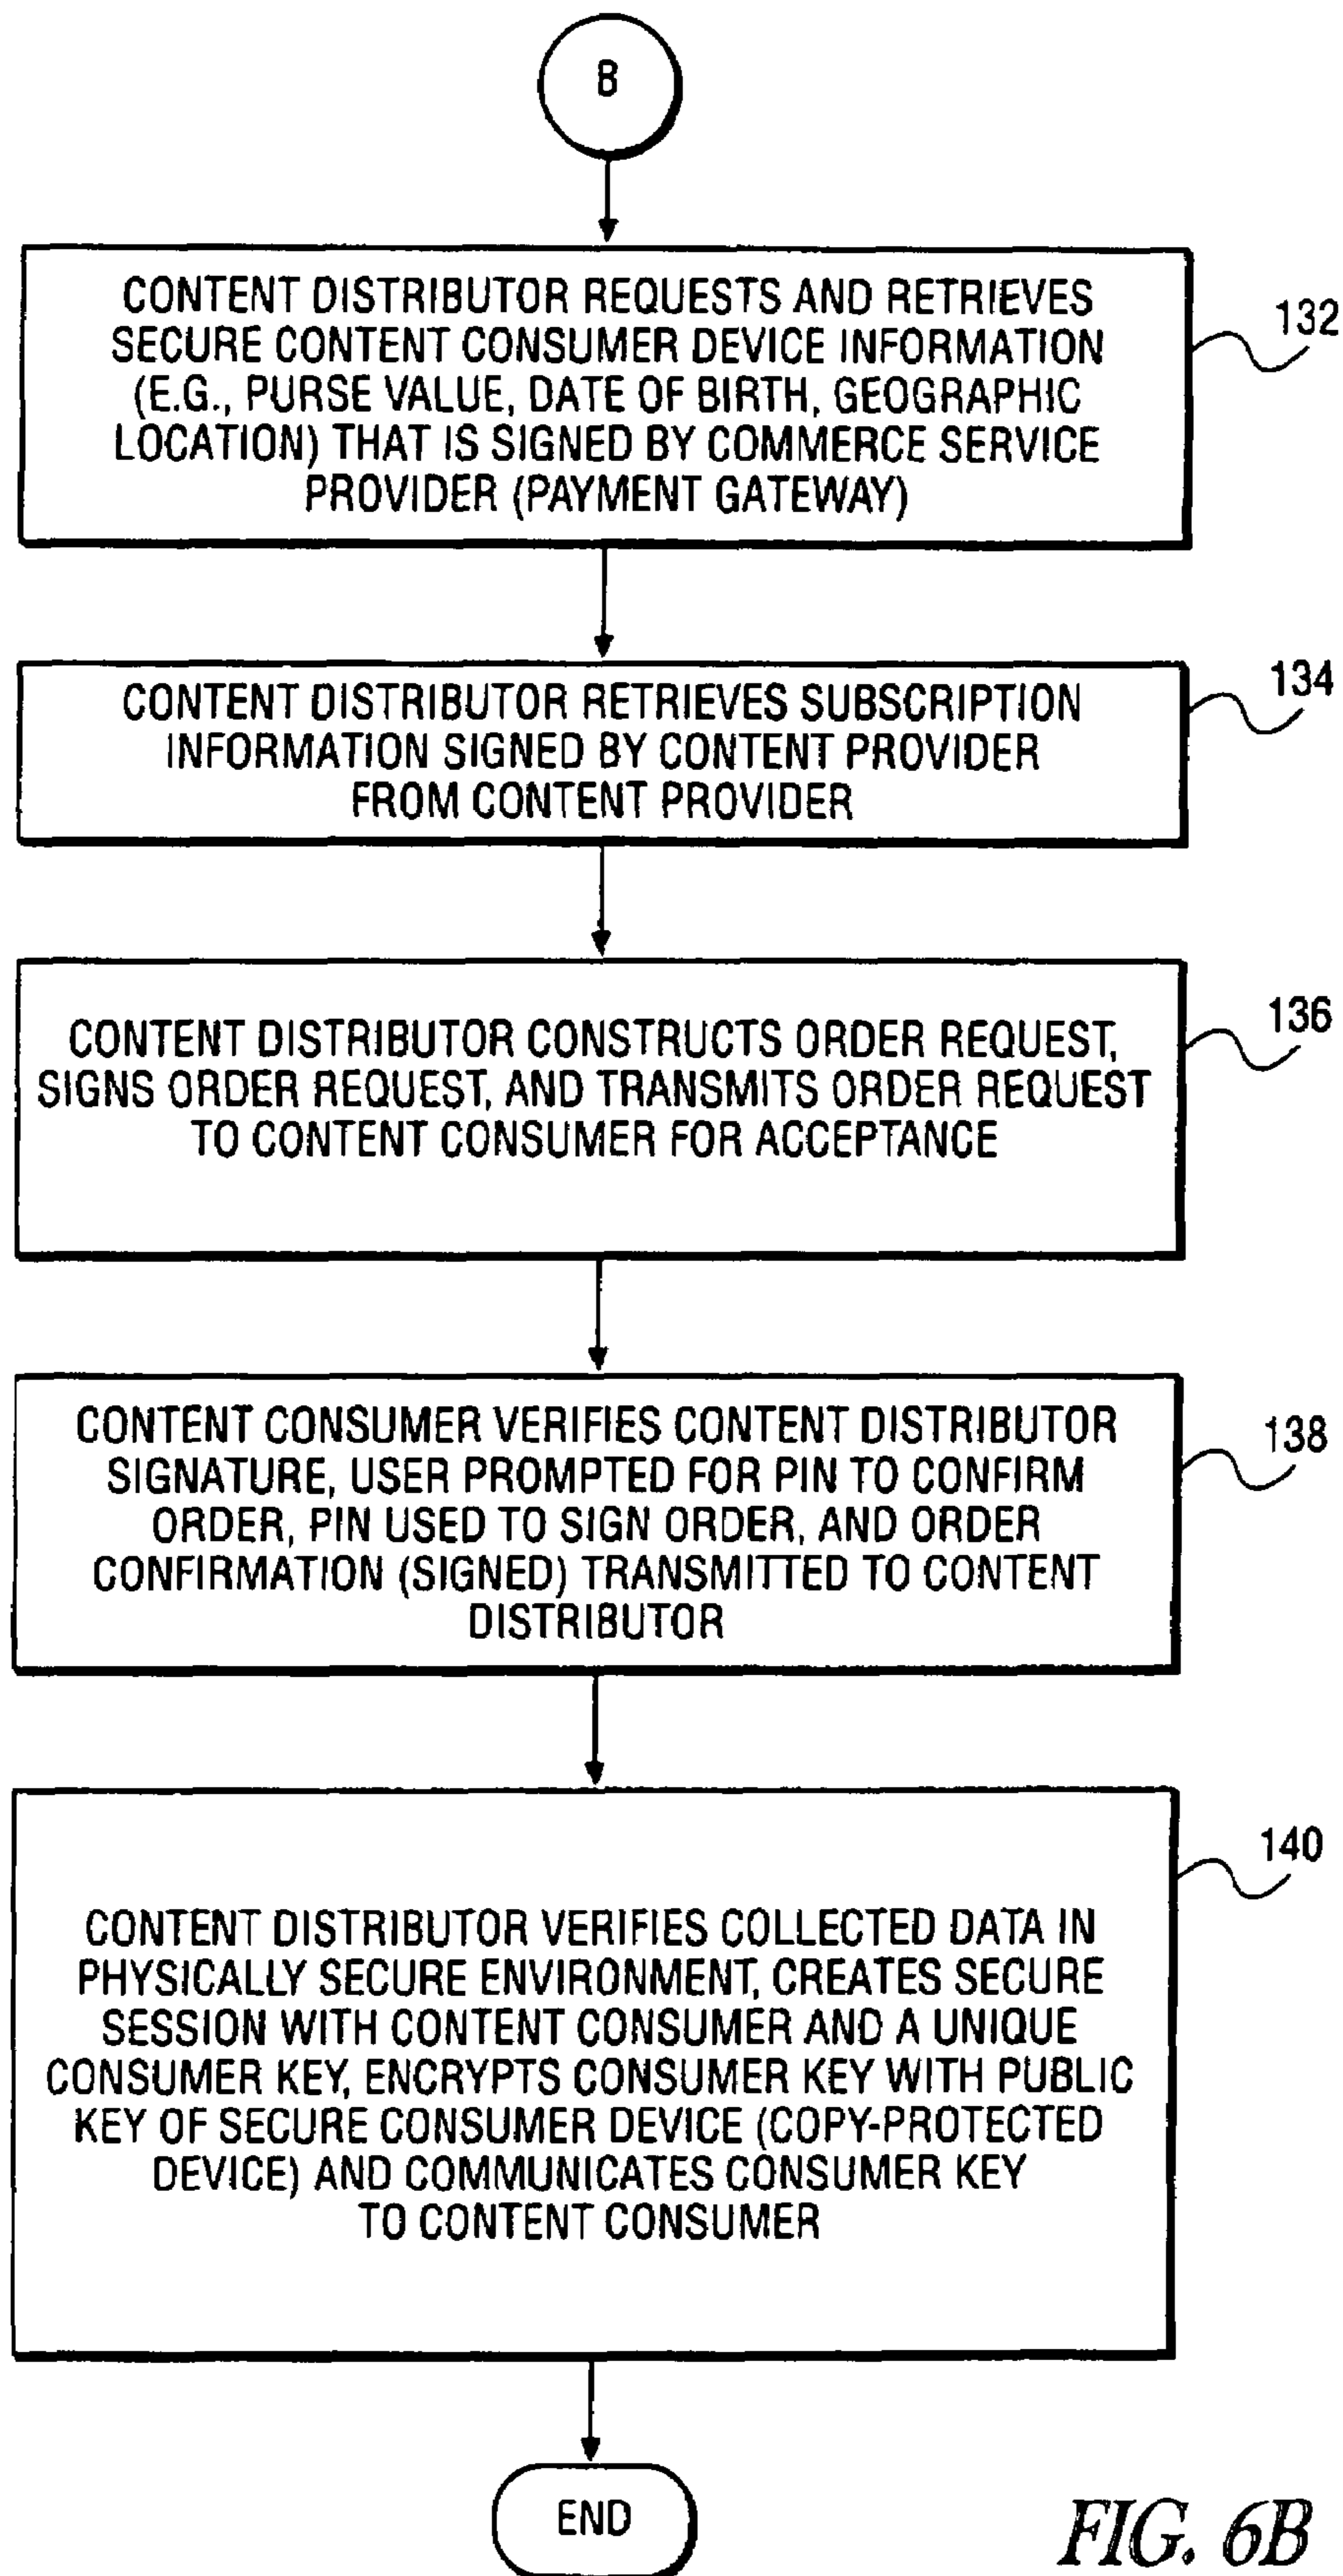 B
CONTENT DISTRIBUTOR REQUESTS AND RETRIEVES
SECURE CONTENT CONSUMER DEVICE INFORMATION
(E.G., PURSE VALUE, DATE OF BIRTH, GEOGRAPHIC
LOCATION) THAT IS SIGNED BY COMMERCE SERVICE
PROVIDER (PAYMENT GATEWAY)
132
CONTENT DISTRIBUTOR RETRIEVES SUBSCRIPTION
INFORMATION SIGNED BY CONTENT PROVIDER
FROM CONTENT PROVIDER
134
CONTENT DISTRIBUTOR CONSTRUCTS ORDER REQUEST,
SIGNS ORDER REQUEST, AND TRANSMITS ORDER REQUEST
TO CONTENT CONSUMER FOR ACCEPTANCE
136
CONTENT CONSUMER VERIFIES CONTENT DISTRIBUTOR
SIGNATURE, USER PROMPTED FOR PIN TO CONFIRM
ORDER, PIN USED TO SIGN ORDER, AND ORDER
CONFIRMATION (SIGNED) TRANSMITTED TO CONTENT
DISTRIBUTOR
138
CONTENT DISTRIBUTOR VERIFIES COLLECTED DATA IN
PHYSICALLY SECURE ENVIRONMENT, CREATES SECURE
SESSION WITH CONTENT CONSUMER AND A UNIQUE
CONSUMER KEY, ENCRYPTS CONSUMER KEY WITH PUBLIC
KEY OF SECURE CONSUMER DEVICE (COPY-PROTECTED
DEVICE) AND COMMUNICATES CONSUMER KEY
TO CONTENT CONSUMER
140
END
FIG. 6B